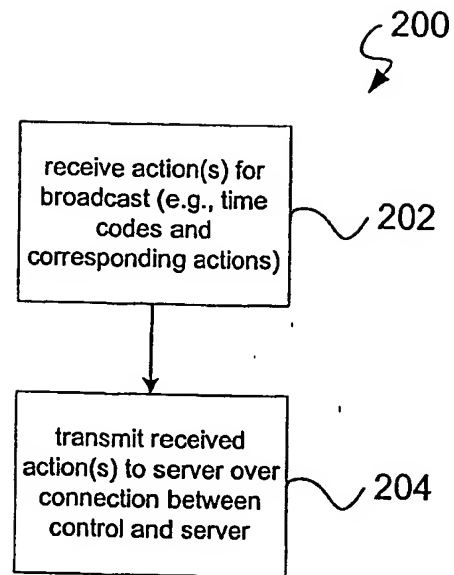 200
receive action(s) for
broadcast (e.g., time
codes and
corresponding actions)
202
transmit received
action(s) to server over
connection between
control and server
204